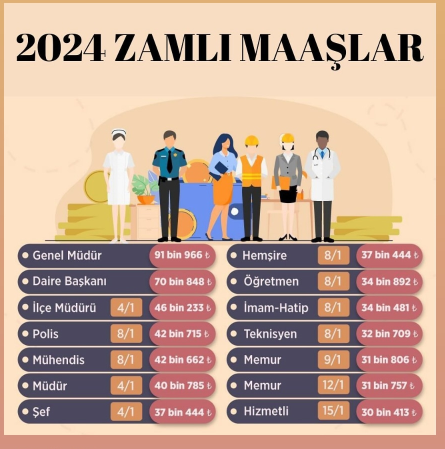 2024 ZAMLI MAAŞLAR
Genel Müdür 91 bin 966 ₺
Daire Başkanı 70 bin 848 ₺
İlçe Müdürü 4/1 46 bin 233 ₺
Polis 8/1 42 bin 715 ₺
Mühendis 8/1 42 bin 662 ₺
Müdür 4/1 40 bin 785 ₺
Şef 4/1 37 bin 444 ₺
Hemşire 8/1 37 bin 444 ₺
Öğretmen 8/1 34 bin 892 ₺
İmam-Hatip 8/1 34 bin 481 ₺
Teknisyen 8/1 32 bin 709 ₺
Memur 9/1 31 bin 806 ₺
Memur 12/1 31 bin 757 ₺
Hizmetli 15/1 30 bin 413 ₺